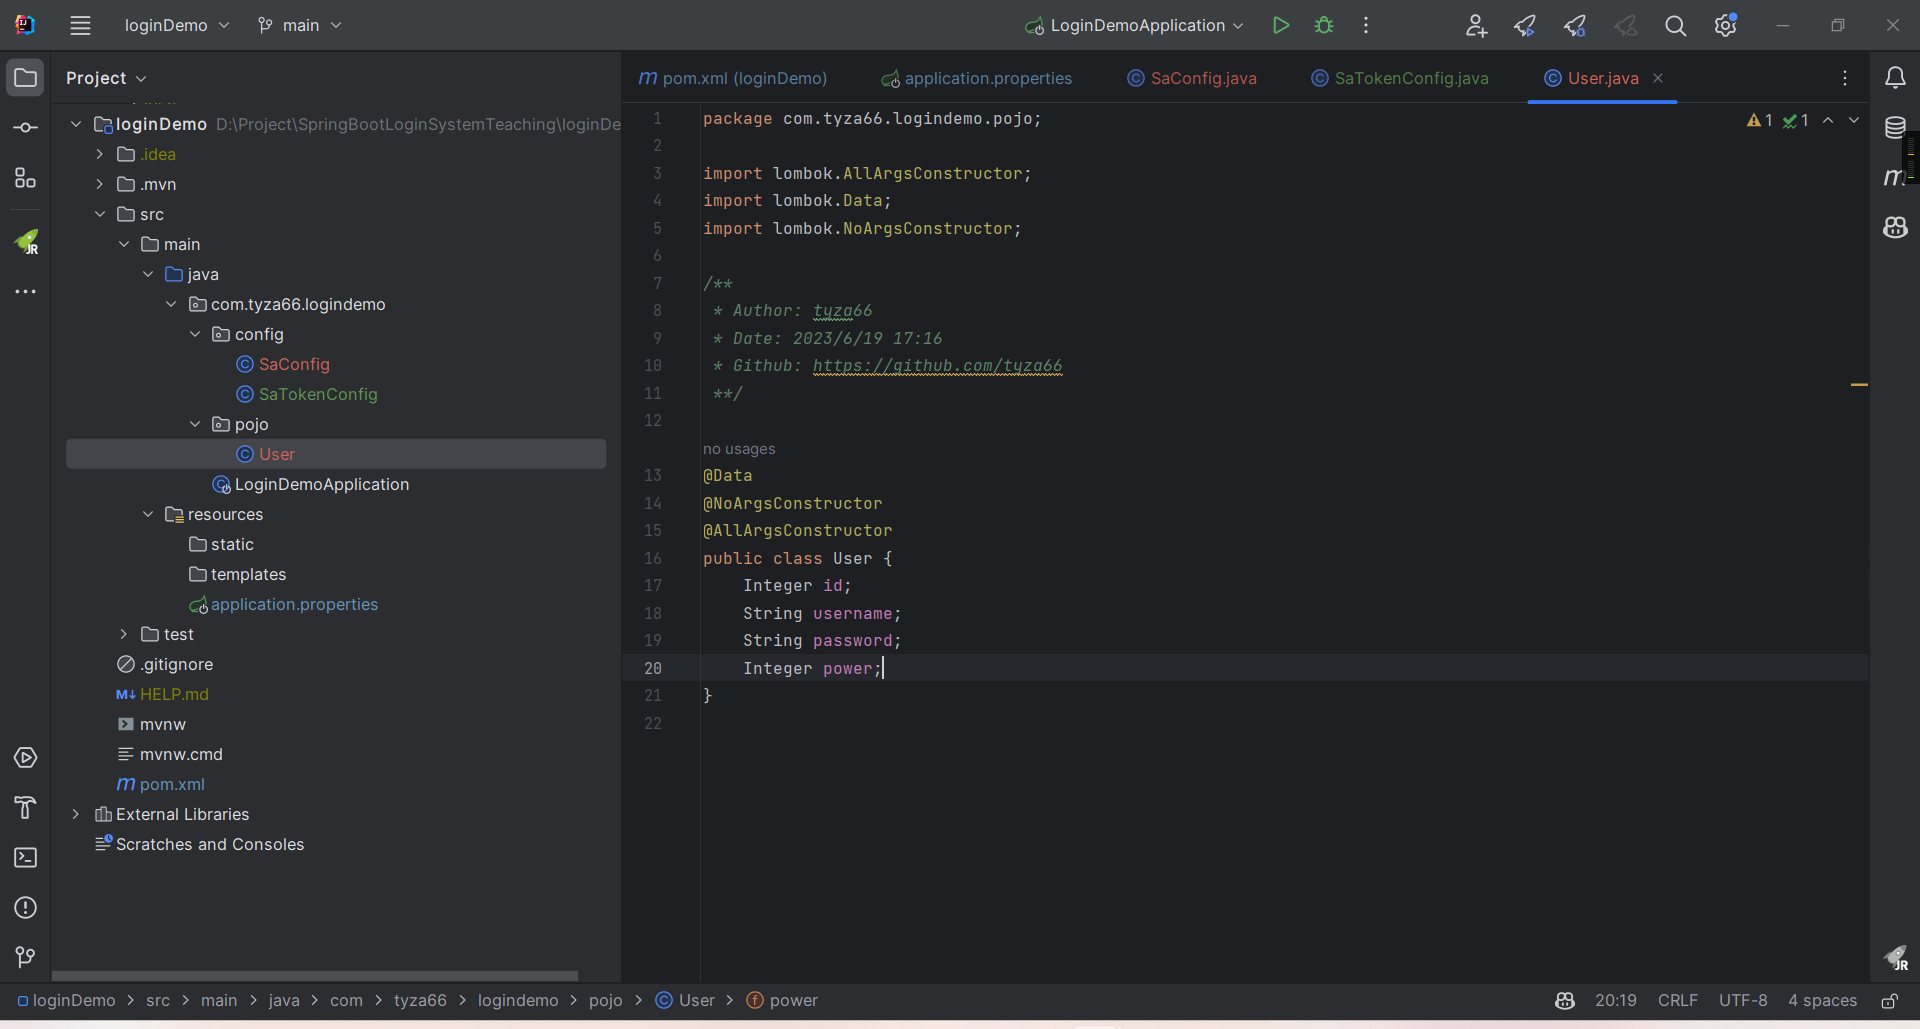 loginDemo
main
LoginDemoApplication
Project
loginDemo D:\Project\SpringBootLoginSystemTeaching\loginDe
.idea
.mvn
src
main
java
com.tyza66.logindemo
config
SaConfig
SaTokenConfig
pojo
User
LoginDemoApplication
resources
static
templates
application.properties
test
.gitignore
HELP.md
mvnw
mvnw.cmd
pom.xml
External Libraries
Scratches and Consoles
pom.xml (loginDemo)
application.properties
SaConfig.java
SaTokenConfig.java
User.java
1 package com.tyza66.logindemo.pojo;
2
3 import lombok.AllArgsConstructor;
4 import lombok.Data;
5 import lombok.NoArgsConstructor;
6
7 /**
8 * Author: tyza66
9 * Date: 2023/6/19 17:16
10 * Github: https://github.com/tyza66
11 **/
12
no usages
13 @Data
14 @NoArgsConstructor
15 @AllArgsConstructor
16 public class User {
17 Integer id;
18 String username;
19 String password;
20 Integer power;
21 }
22
1 1
loginDemo > src > main > java > com > tyza66 > logindemo > pojo > User > power
20:19 CRLF UTF-8 4 spaces